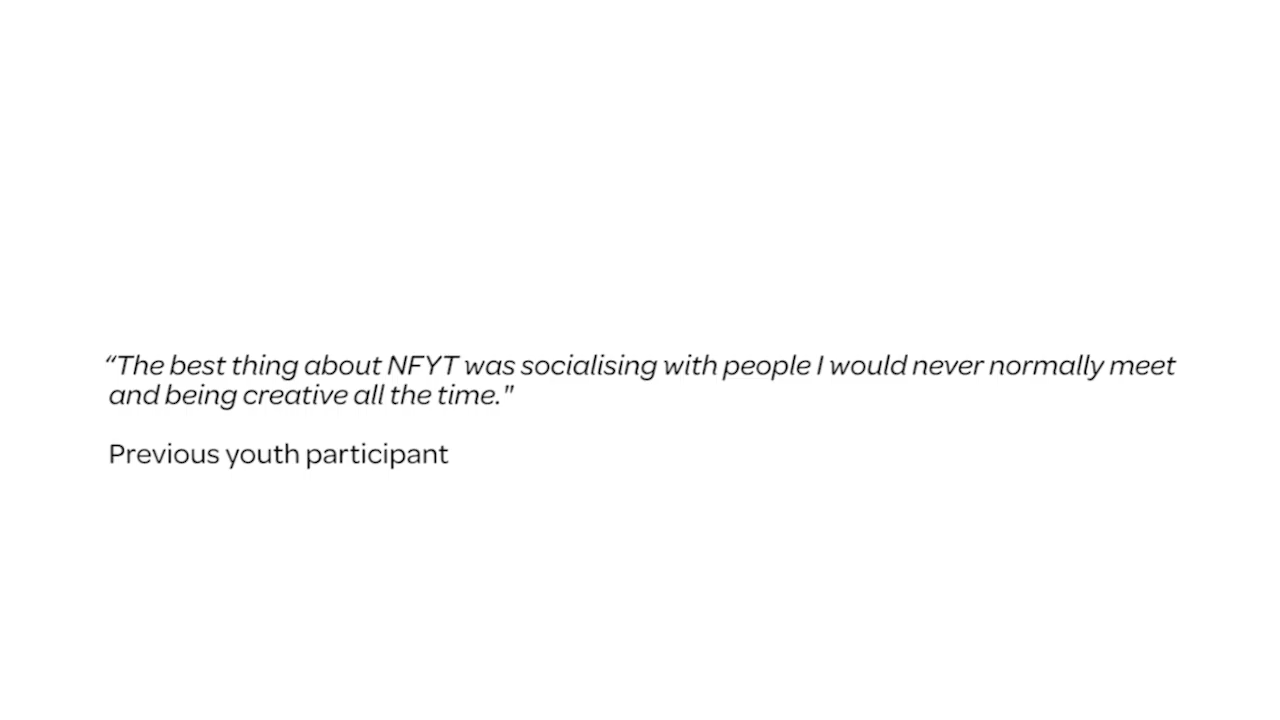 “The best thing about NFYT was socialising with people I would never normally meet
and being creative all the time."
Previous youth participant